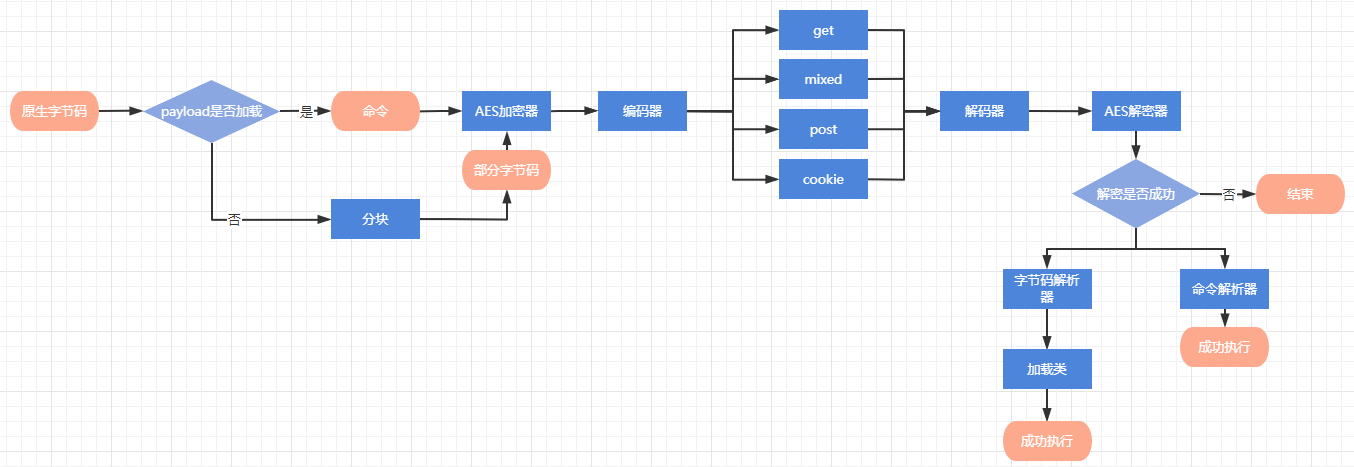 原生字节码
payload是否加载
是
命令
AES加密器
编码器
get
mixed
post
cookie
解码器
AES解密器
部分字节码
否
分块
解密是否成功
否
结束
字节码解析
器
命令解析器
加载类
成功执行
成功执行